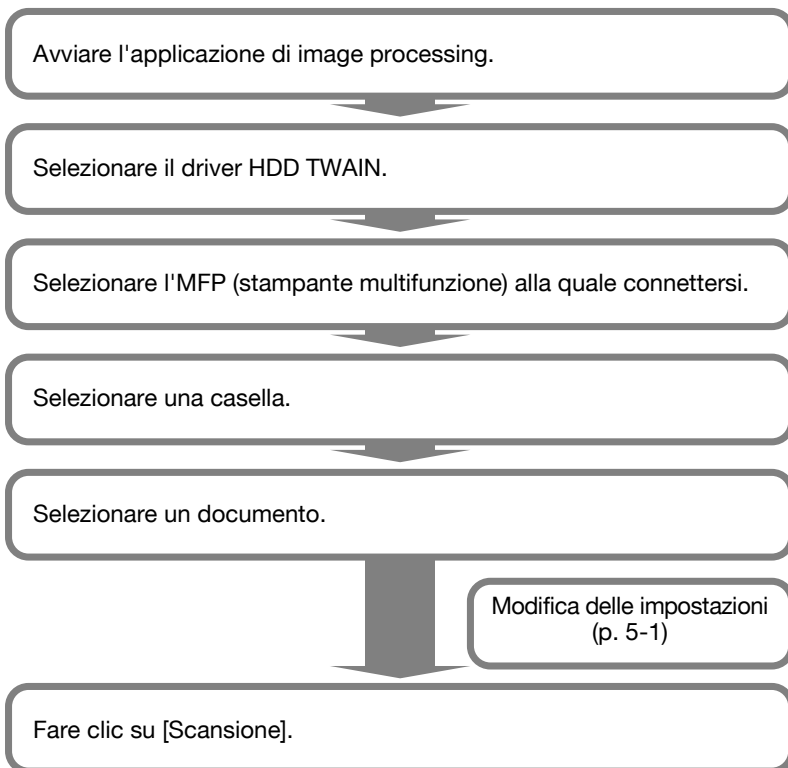 Avviare l'applicazione di image processing.
Selezionare il driver HDD TWAIN.
Selezionare l'MFP (stampante multifunzione) alla quale connettersi.
Selezionare una casella.
Selezionare un documento.
Modifica delle impostazioni
(p. 5-1)
Fare clic su [Scansione].